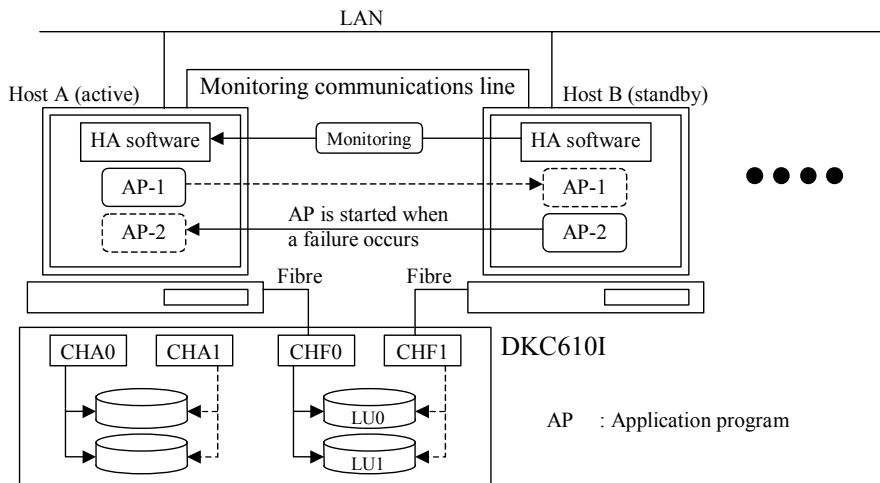 LAN
Monitoring communications line
Host A (active)
Host B (standby)
HA software
Monitoring
HA software
AP-1
AP-1
AP is started when
a failure occurs
AP-2
AP-2
Fibre
Fibre
CHA0
CHA1
CHF0
CHF1
DKC610I
LU0
LU1
AP : Application program